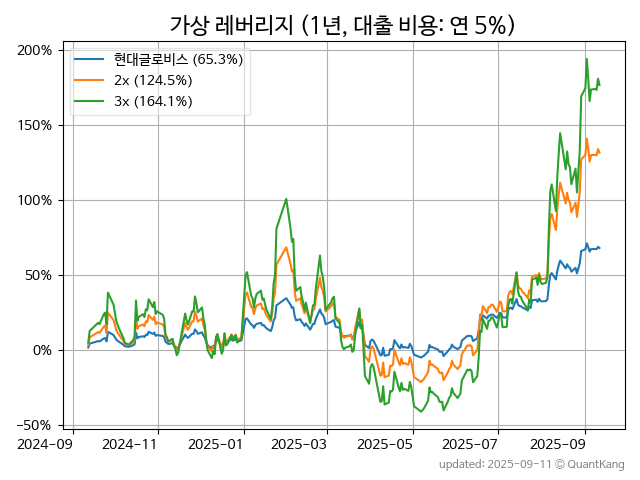 가상 레버리지 (1년, 대출 비용: 연 5%)
현대글로비스 (65.3%)
2x (124.5%)
3x (164.1%)
200%
150%
100%
50%
0%
−50%
2024-09
2024-11
2025-01
2025-03
2025-05
2025-07
2025-09
updated: 2025-09-11 © QuantKang